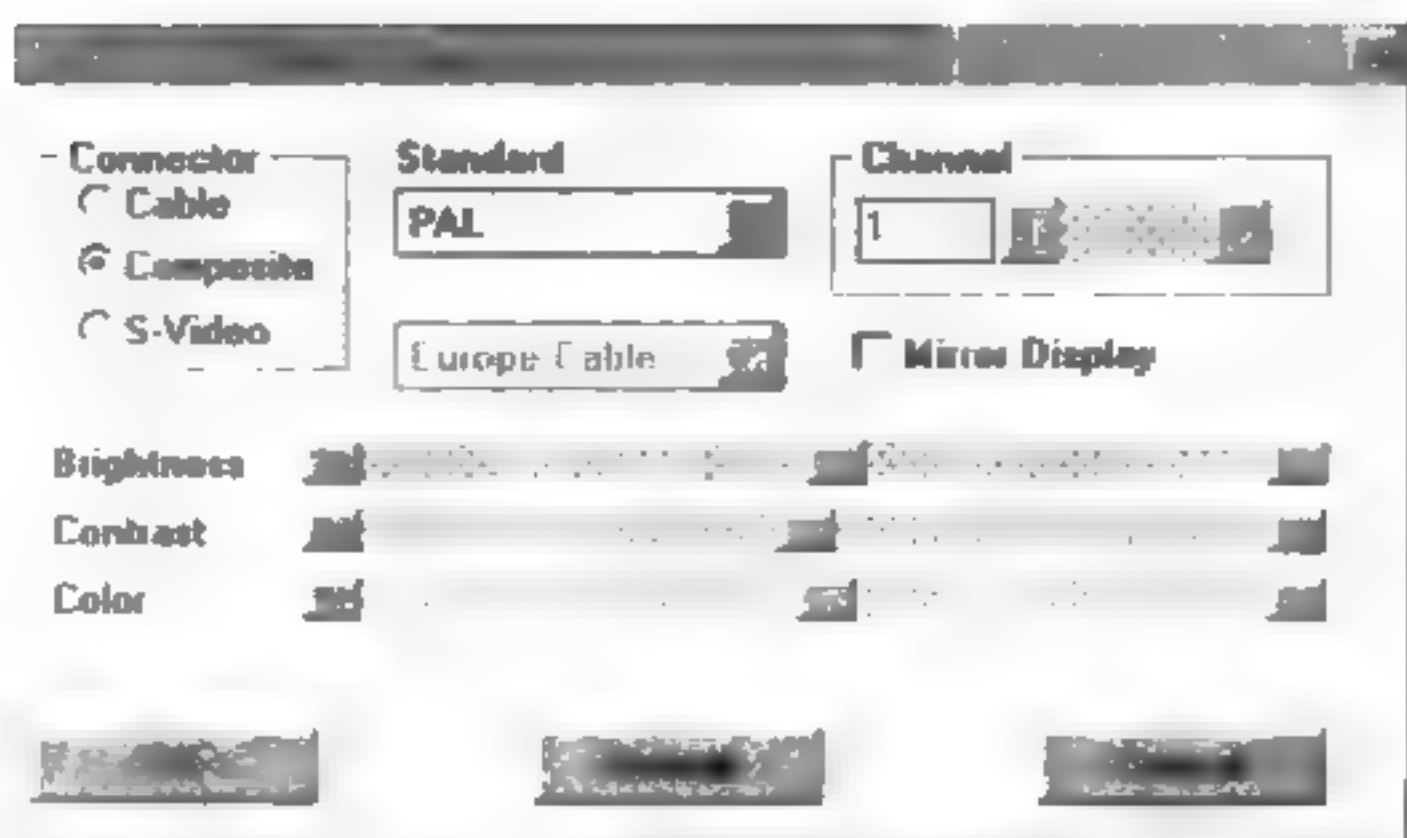 Connector
Cable
Composite
S-Video
Standard
PAL
Europe Cable
Channel
1
Mirror Display
Brightness
Contrast
Color